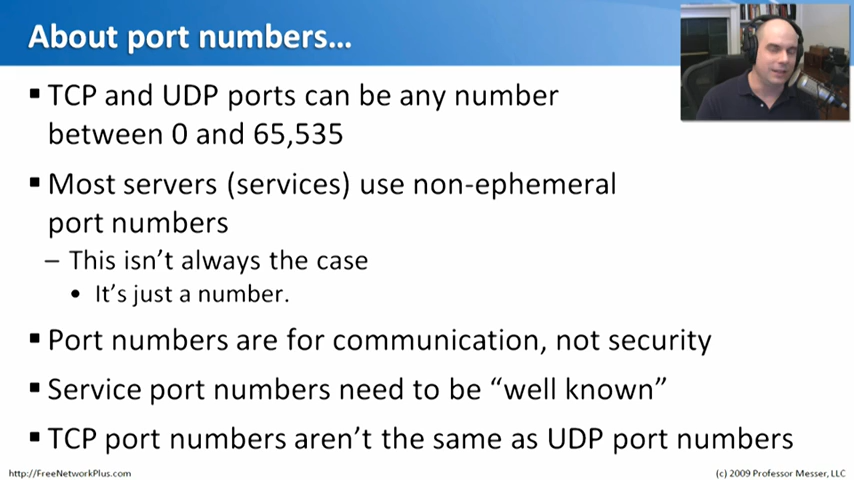 About port numbers...
▪ TCP and UDP ports can be any number
between 0 and 65,535
▪ Most servers (services) use non-ephemeral
port numbers
– This isn't always the case
• It's just a number.
▪ Port numbers are for communication, not security
▪ Service port numbers need to be “well known”
▪ TCP port numbers aren't the same as UDP port numbers
http://FreeNetworkPlus.com
(c) 2009 Professor Messer, LLC